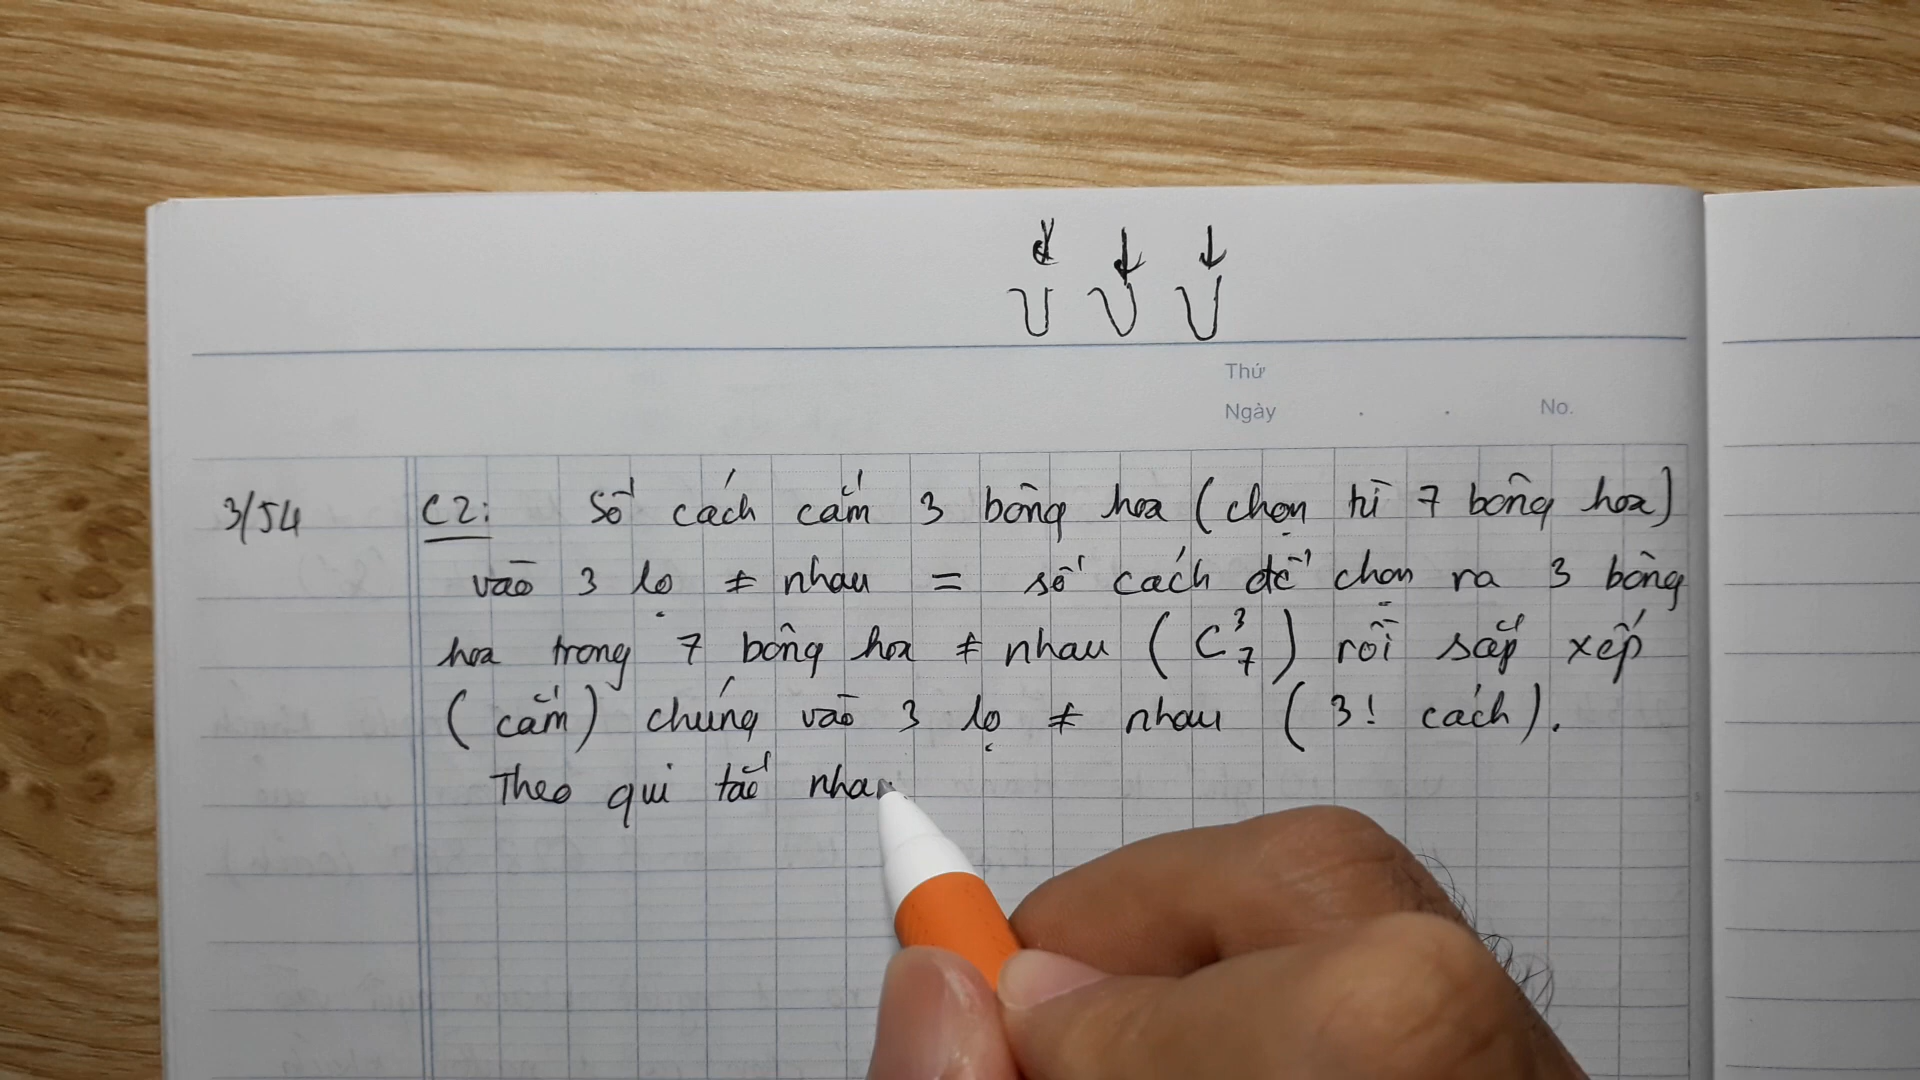 Thứ
Ngày . . No.
3/54 C2: Số cách cắm 3 bông hoa (chọn từ 7 bông hoa)
vào 3 lọ ≠ nhau = số cách để chọn ra 3 bông
hoa trong 7 bông hoa ≠ nhau (C³₇) rồi sắp xếp
(cắm) chúng vào 3 lọ ≠ nhau (3! cách).
Theo qui tắc nhân